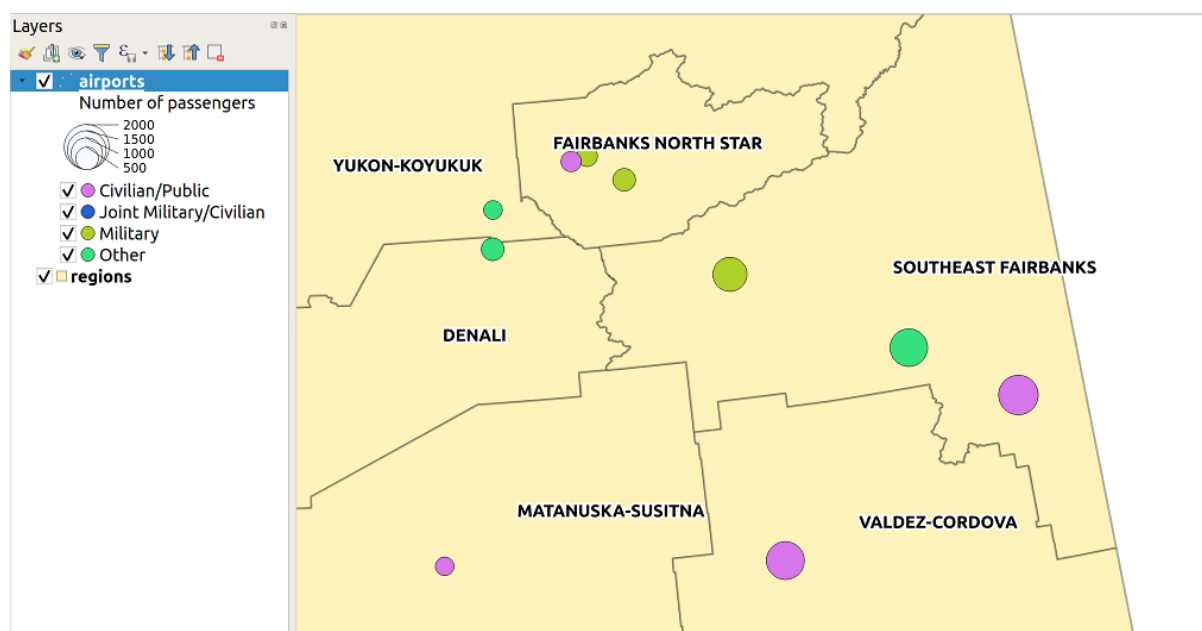 Layers
airports
Number of passengers
2000
1500
1000
500
Civilian/Public
Joint Military/Civilian
Military
Other
regions
FAIRBANKS NORTH STAR
YUKON-KOYUKUK
SOUTHEAST FAIRBANKS
DENALI
MATANUSKA-SUSITNA
VALDEZ-CORDOVA